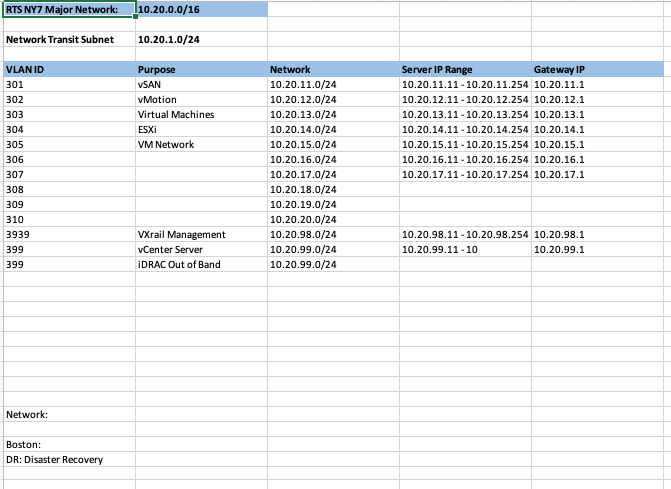 RTS NY7 Major Network: 10.20.0.0/16
Network Transit Subnet 10.20.1.0/24
VLAN ID Purpose Network Server IP Range Gateway IP
301 vSAN 10.20.11.0/24 10.20.11.11 - 10.20.11.254 10.20.11.1
302 vMotion 10.20.12.0/24 10.20.12.11 - 10.20.12.254 10.20.12.1
303 Virtual Machines 10.20.13.0/24 10.20.13.11 - 10.20.13.254 10.20.13.1
304 ESXi 10.20.14.0/24 10.20.14.11 - 10.20.14.254 10.20.14.1
305 VM Network 10.20.15.0/24 10.20.15.11 - 10.20.15.254 10.20.15.1
306 10.20.16.0/24 10.20.16.11 - 10.20.16.254 10.20.16.1
307 10.20.17.0/24 10.20.17.11 - 10.20.17.254 10.20.17.1
308 10.20.18.0/24
309 10.20.19.0/24
310 10.20.20.0/24
3939 VXrail Management 10.20.98.0/24 10.20.98.11 - 10.20.98.254 10.20.98.1
399 vCenter Server 10.20.99.0/24 10.20.99.11 - 10 10.20.99.1
399 iDRAC Out of Band 10.20.99.0/24
Network:
Boston:
DR: Disaster Recovery